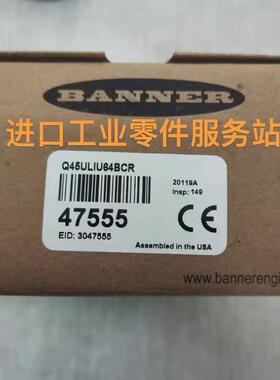 BANNER
进口工业零件服务站
Q45ULIU64BCR
20119A
Insp: 149
47555
CE
EID: 3047555
Assembled in the USA
www.bannerengi